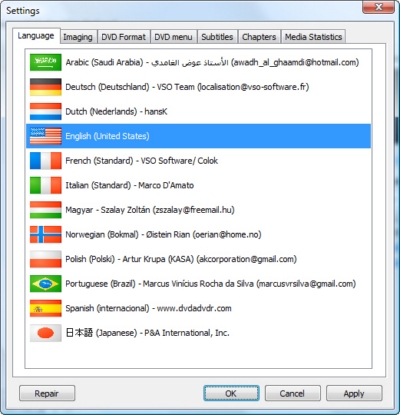 Settings
Language Imaging DVD Format DVD menu Subtitles Chapters Media Statistics
Arabic (Saudi Arabia) - الأستاذ عوض الغامدي (awadh_al_ghaamdi@hotmail.com)
Deutsch (Deutschland) - VSO Team (localisation@vso-software.fr)
Dutch (Nederlands) - hansK
English (United States)
French (Standard) - VSO Software/ Colok
Italian (Standard) - Marco D'Amato
Magyar - Szalay Zoltán (zszalay@freemail.hu)
Norwegian (Bokmal) - Øistein Rian (oerian@home.no)
Polish (Polski) - Artur Krupa (KASA) (akcorporation@gmail.com)
Portuguese (Brazil) - Marcus Vinícius Rocha da Silva (marcusvrsilva@gmail.com)
Spanish (internacional) - www.dvdadvdr.com
日本語 (Japanese) - P&A International, Inc.
Repair OK Cancel Apply